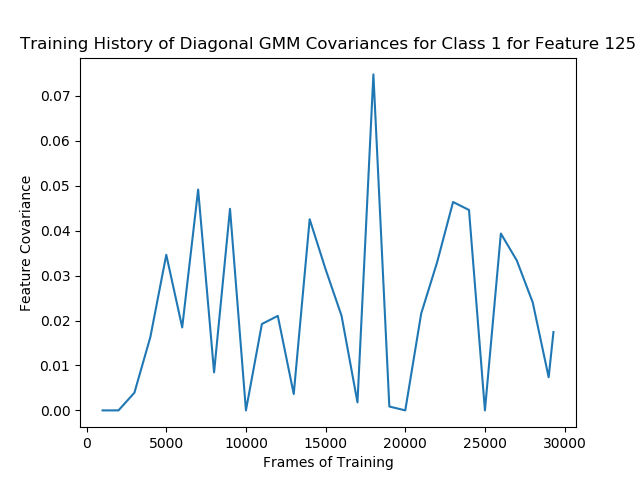 Training History of Diagonal GMM Covariances for Class 1 for Feature 125
0.07
0.06
0.05
0.04
0.03
0.02
0.01
0.00
Feature Covariance
0 5000 10000 15000 20000 25000 30000
Frames of Training